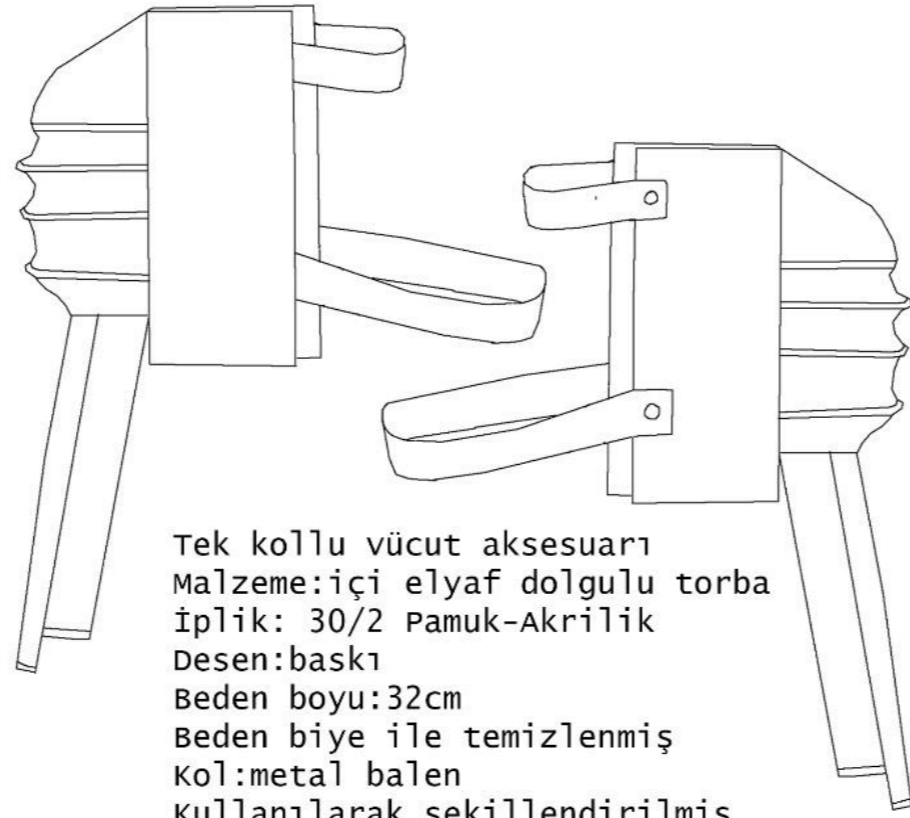 Tek kollu vücut aksesuarı
Malzeme:içi elyaf dolgulu torba
İplik: 30/2 Pamuk-Akrilik
Desen:baskı
Beden boyu:32cm
Beden biye ile temizlenmiş
Kol:metal balen
Kullanılarak şekillendirilmiş